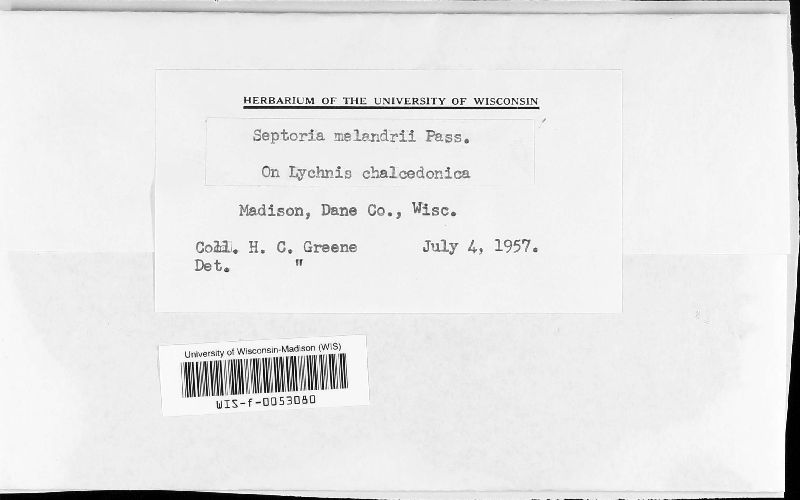 HERBARIUM OF THE UNIVERSITY OF WISCONSIN
Septoria melandrii Pass.
On Lychnis chalcedonica
Madison, Dane Co., Wisc.
Coll. H. C. Greene July 4, 1957.
Det. "
University of Wisconsin-Madison (WIS)
WIS-f-0053080